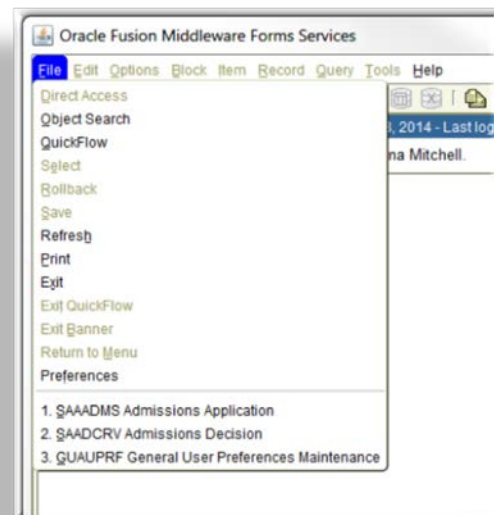 Oracle Fusion Middleware Forms Services
File Edit Options Block Item Record Query Tools Help
Direct Access
Object Search
, 2014 - Last log
QuickFlow
na Mitchell.
Select
Rollback
Save
Refresh
Print
Exit
Exit QuickFlow
Exit Banner
Return to Menu
Preferences
1. SAAADMS Admissions Application
2. SAADCRV Admissions Decision
3. GUAUPRF General User Preferences Maintenance